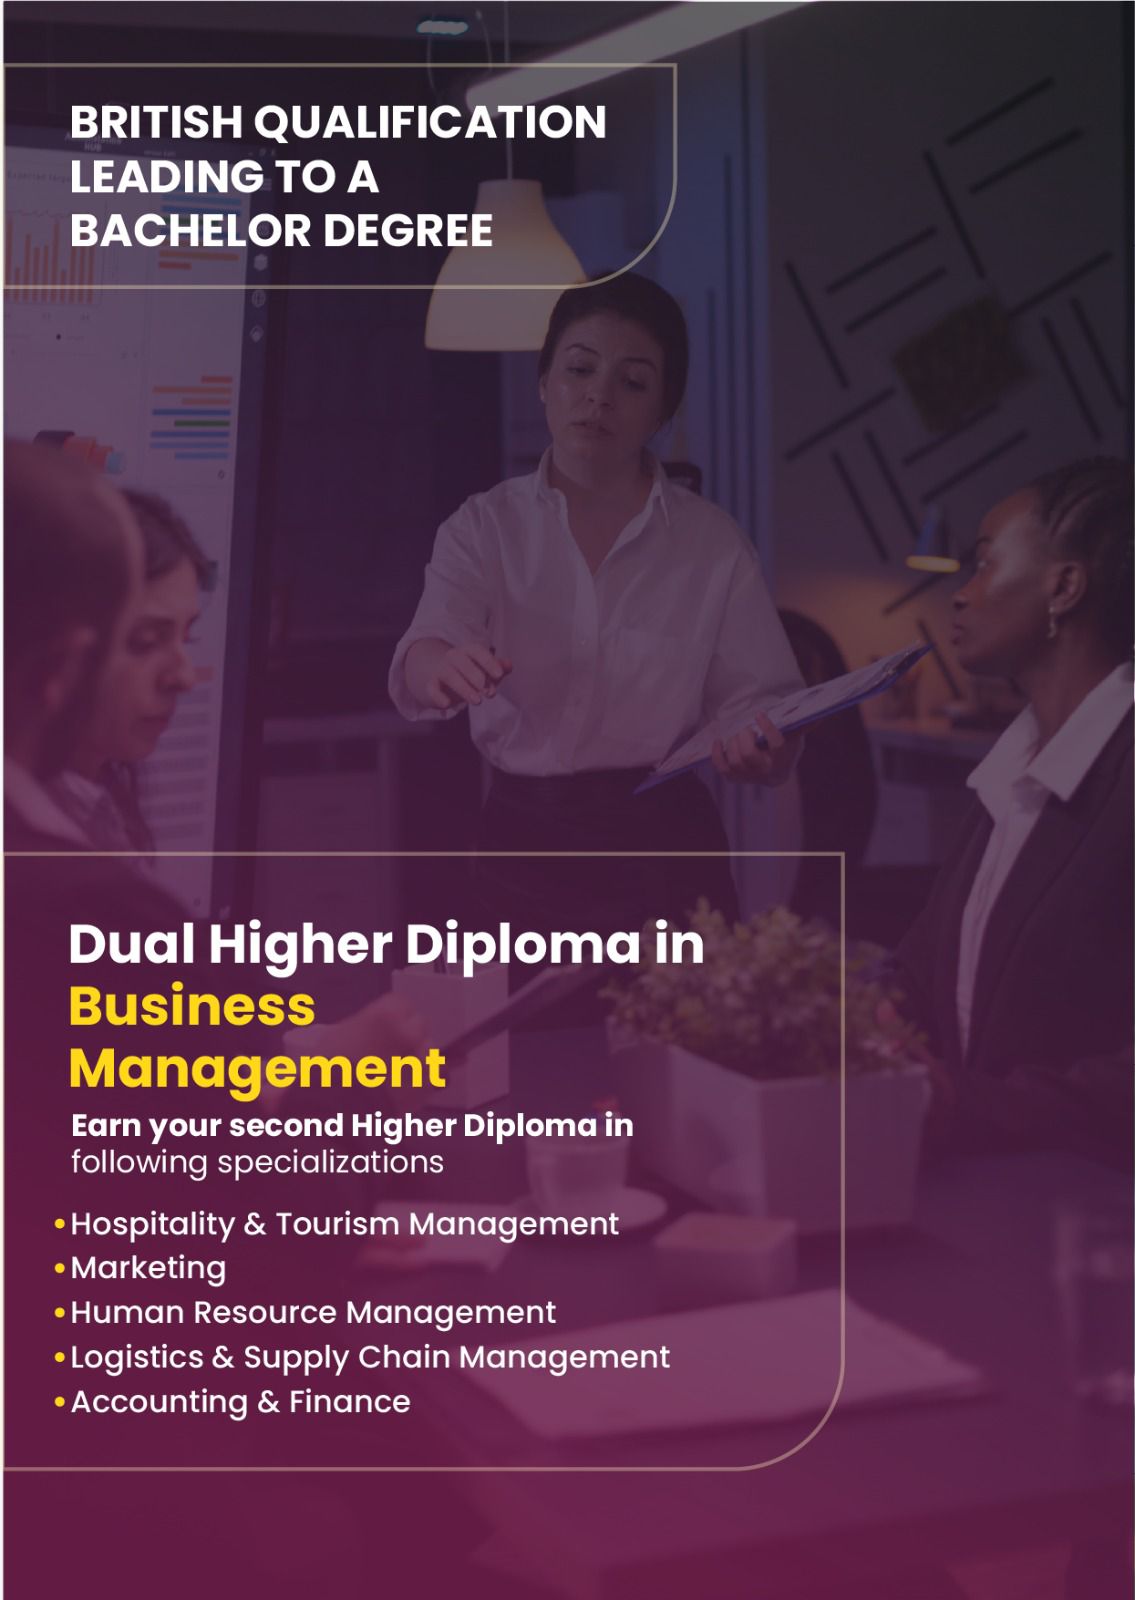 BRITISH QUALIFICATION
LEADING TO A
BACHELOR DEGREE
Dual Higher Diploma in
Business
Management
Earn your second Higher Diploma in
following specializations
•Hospitality & Tourism Management
•Marketing
•Human Resource Management
•Logistics & Supply Chain Management
•Accounting & Finance